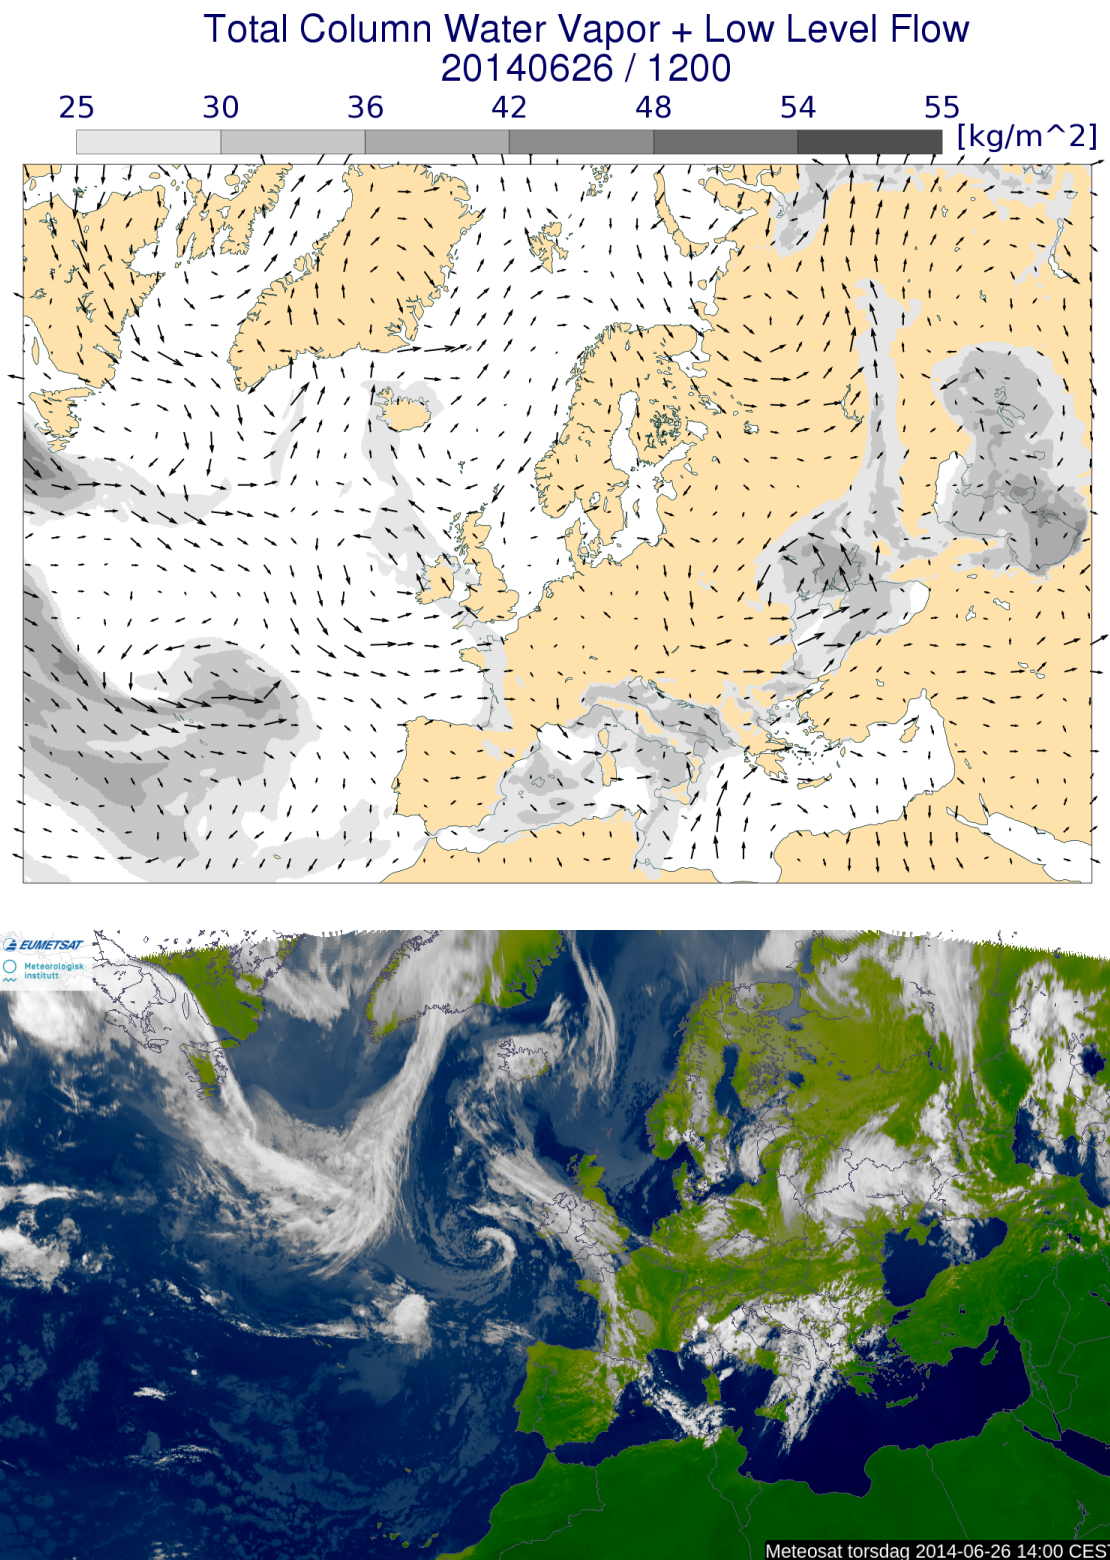 Total Column Water Vapor + Low Level Flow
20140626 / 1200
25 30 36 42 48 54 55
[kg/m^2]
EUMETSAT
Meteorologisk
institutt
Meteosat torsdag 2014-06-26 14:00 CEST